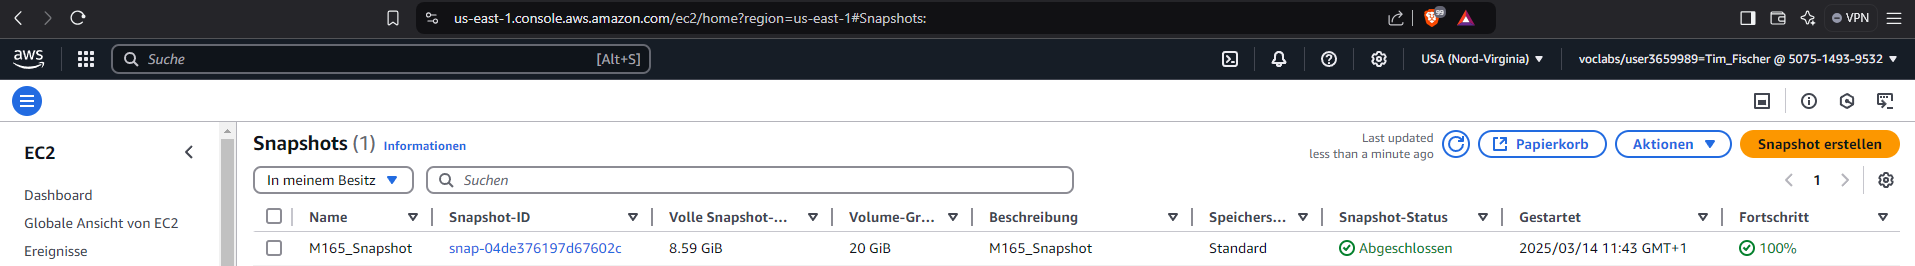 us-east-1.console.aws.amazon.com/ec2/home?region=us-east-1#Snapshots:
99
VPN
aws
Suche
[Alt+S]
USA (Nord-Virginia)
voclabs/user3659989=Tim_Fischer @ 5075-1493-9532
EC2
Dashboard
Globale Ansicht von EC2
Ereignisse
Snapshots (1) Informationen
Last updated
less than a minute ago
Papierkorb
Aktionen
Snapshot erstellen
In meinem Besitz
Suchen
1
Name Snapshot-ID Volle Snapshot-... Volume-Gr... Beschreibung Speichers... Snapshot-Status Gestartet Fortschritt
M165_Snapshot snap-04de376197d67602c 8.59 GiB 20 GiB M165_Snapshot Standard Abgeschlossen 2025/03/14 11:43 GMT+1 100%